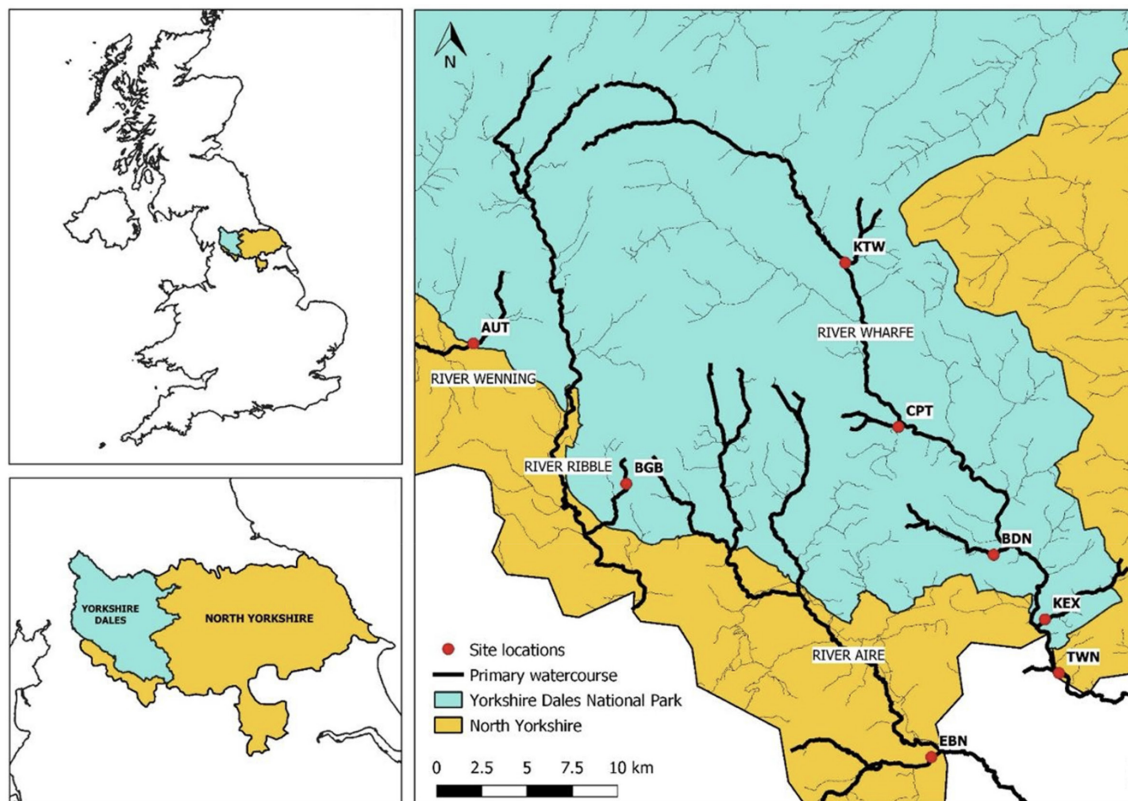 YORKSHIRE
DALES
NORTH YORKSHIRE
N
KTW
AUT
RIVER WHARFE
RIVER WENNING
CPT
RIVER RIBBLE
BGB
BDN
KEX
RIVER AIRE
TWN
EBN
Site locations
Primary watercourse
Yorkshire Dales National Park
North Yorkshire
0 2.5 5 7.5 10 km